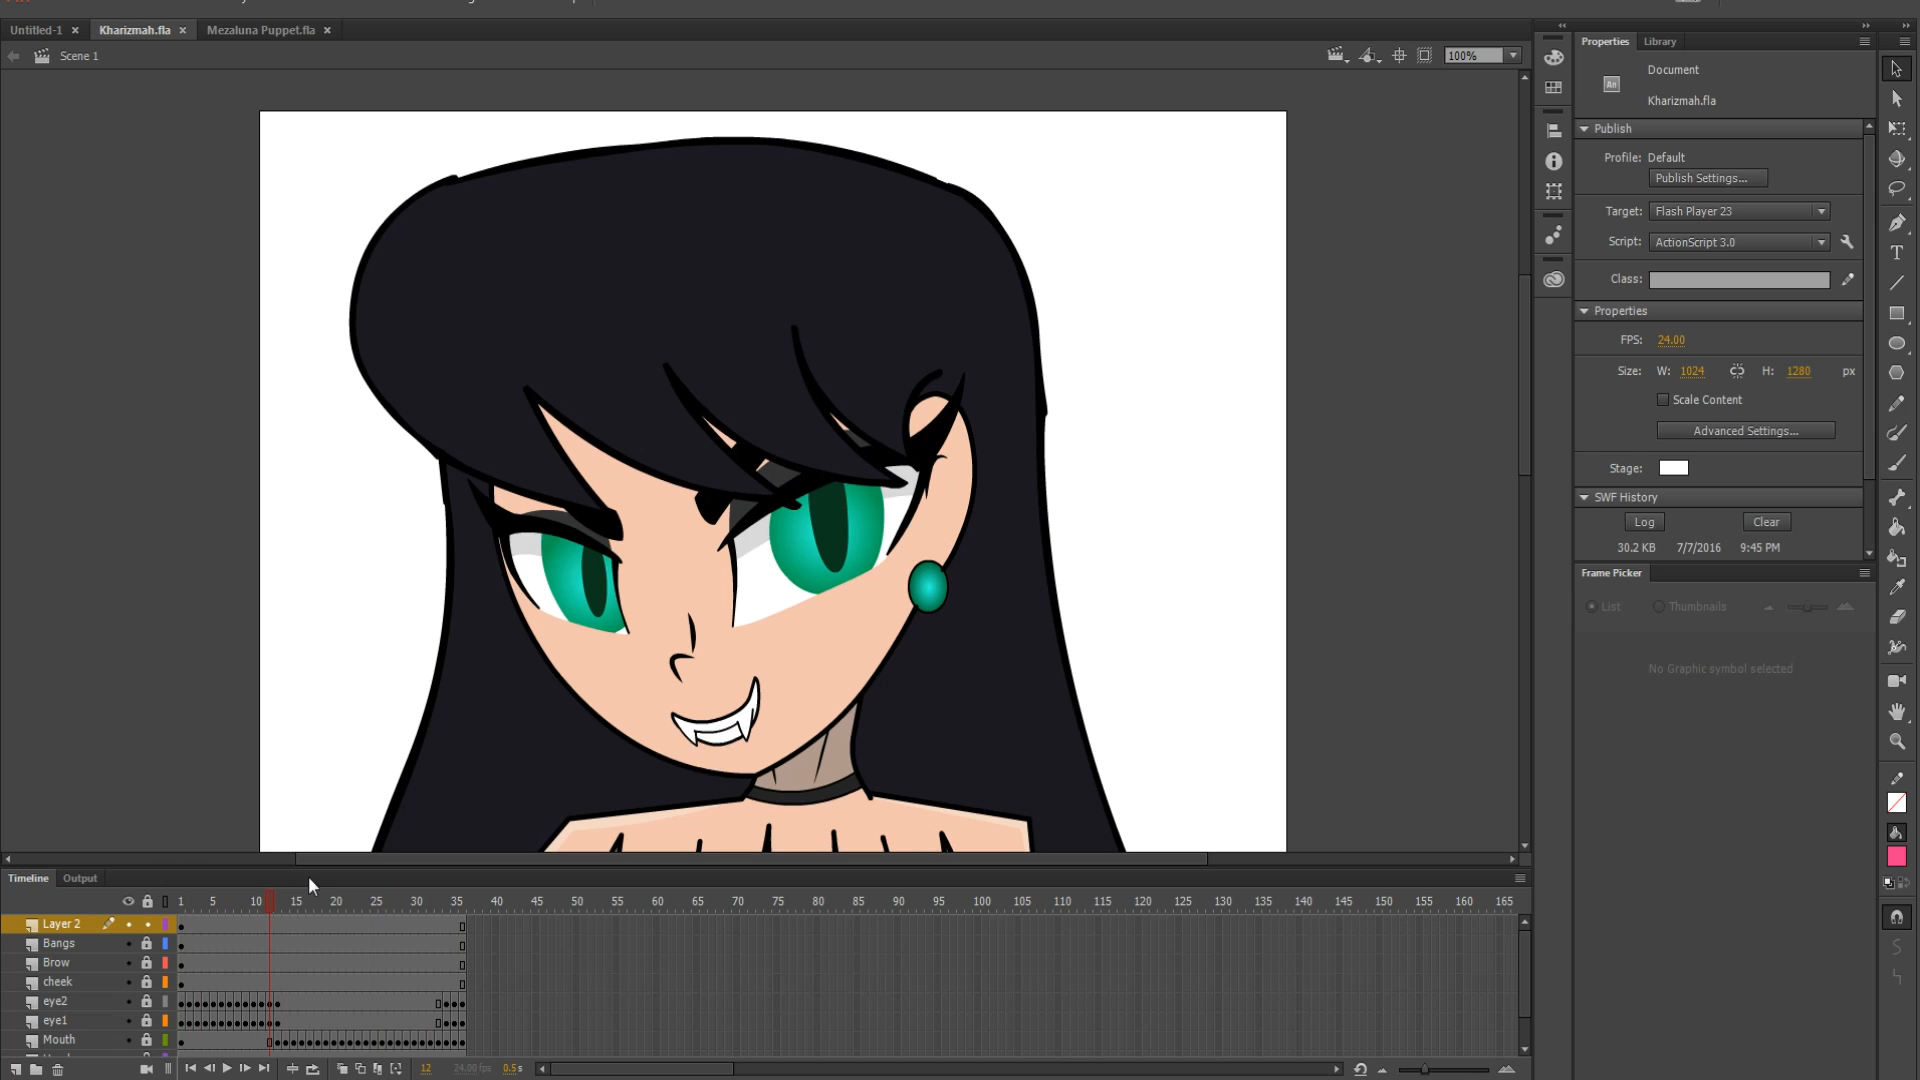 Untitled-1 × Kharizmah.fla × Mezaluna Puppet.fla ×
Scene 1
100%
Properties Library
Document
An
Kharizmah.fla
Publish
Profile: Default
Publish Settings...
Target: Flash Player 23
Script: ActionScript 3.0
Class:
Properties
FPS: 24.00
Size: W: 1024 H: 1280 px
Scale Content
Advanced Settings...
Stage:
SWF History
Log Clear
30.2 KB 7/7/2016 9:45 PM
Frame Picker
List Thumbnails
No Graphic symbol selected
Timeline Output
1 5 10 15 20 25 30 35 40 45 50 55 60 65 70 75 80 85 90 95 100 105 110 115 120 125 130 135 140 145 150 155 160 165
Layer 2
Bangs
Brow
cheek
eye2
eye1
Mouth
12 24.00 fps 0.5 s